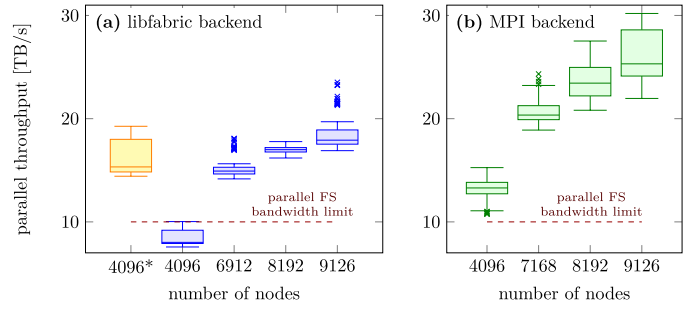 parallel throughput [TB/s]
30
20
10
(a) libfabric backend
parallel FS
bandwidth limit
4096* 4096 6912 8192 9126
number of nodes
30
20
10
(b) MPI backend
parallel FS
bandwidth limit
4096 7168 8192 9126
number of nodes